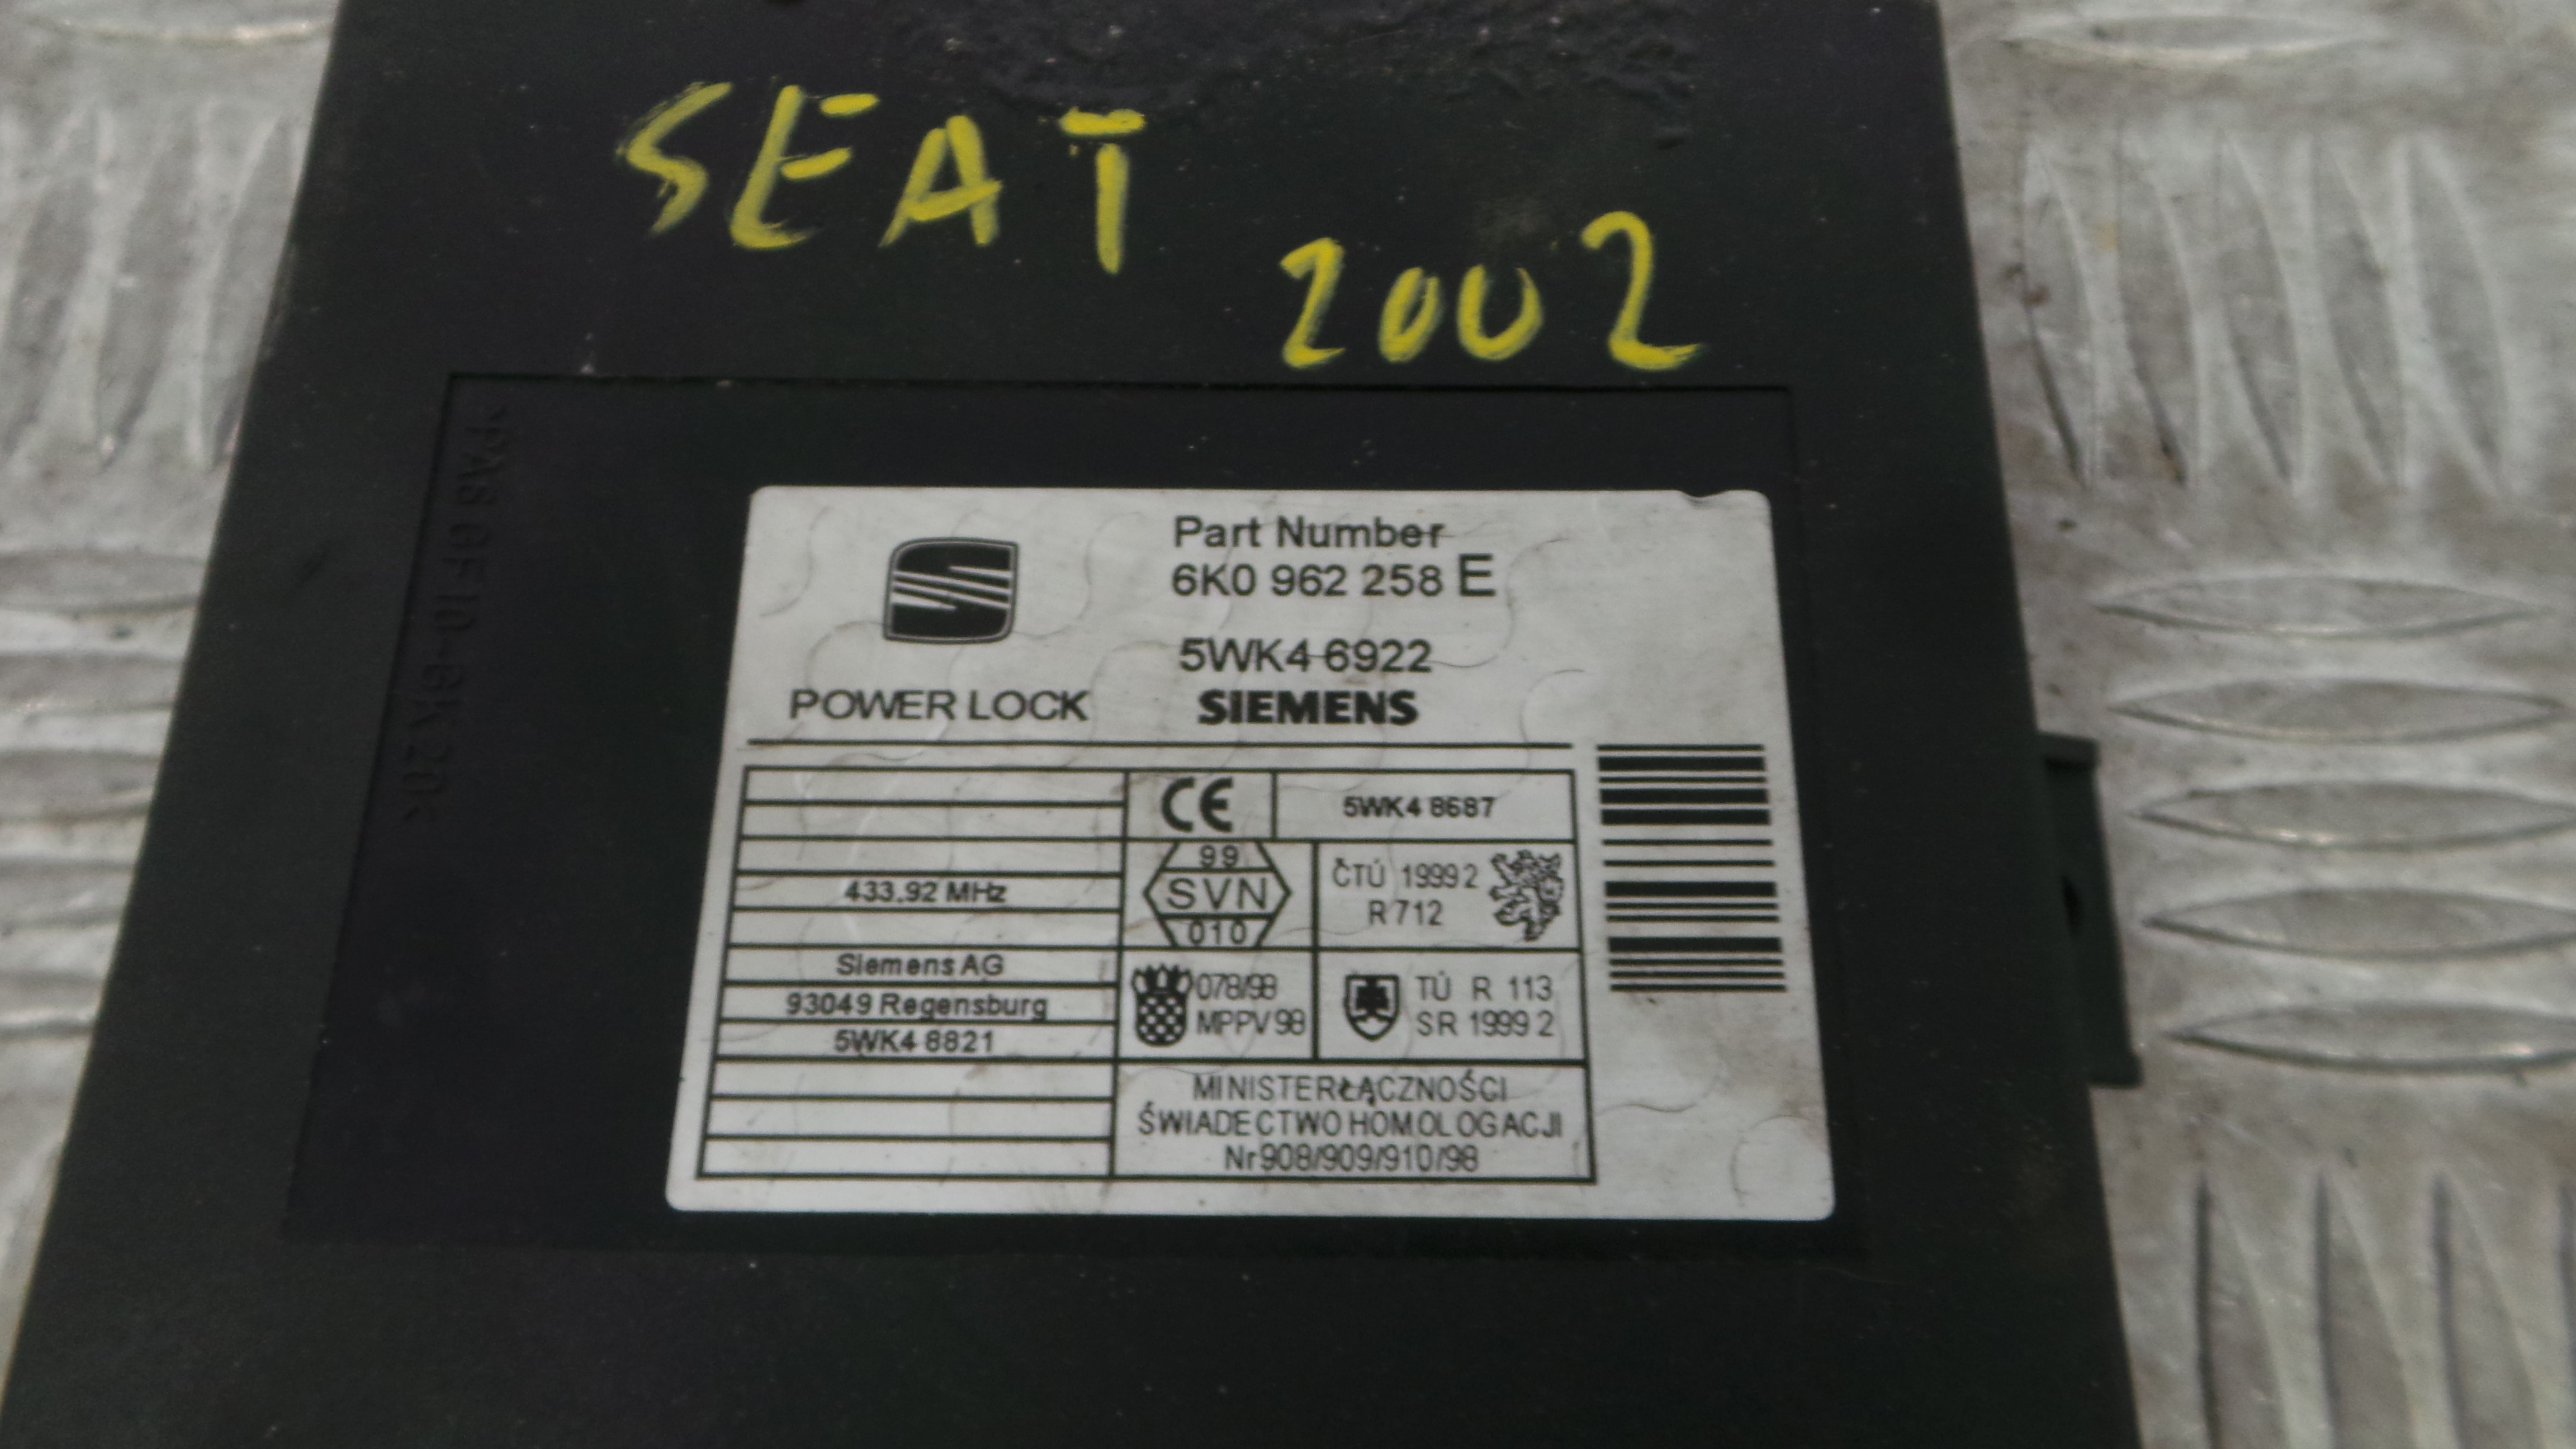 SEAT
2002
Part Number
6K0 962 258 E
5WK4 6922
POWER LOCK SIEMENS
5WK4 8687
433.92 MHz
99
SVN
010
ČTÚ 1999 2
R 712
Siemens AG
93049 Regensburg
5WK4 8821
078/98
MPPV 98
TÚ R 113
SR 1999 2
MINISTER ŁĄCZNOŚCI
ŚWIADECTWO HOMOLOGACJI
Nr 908/909/910/98
CE